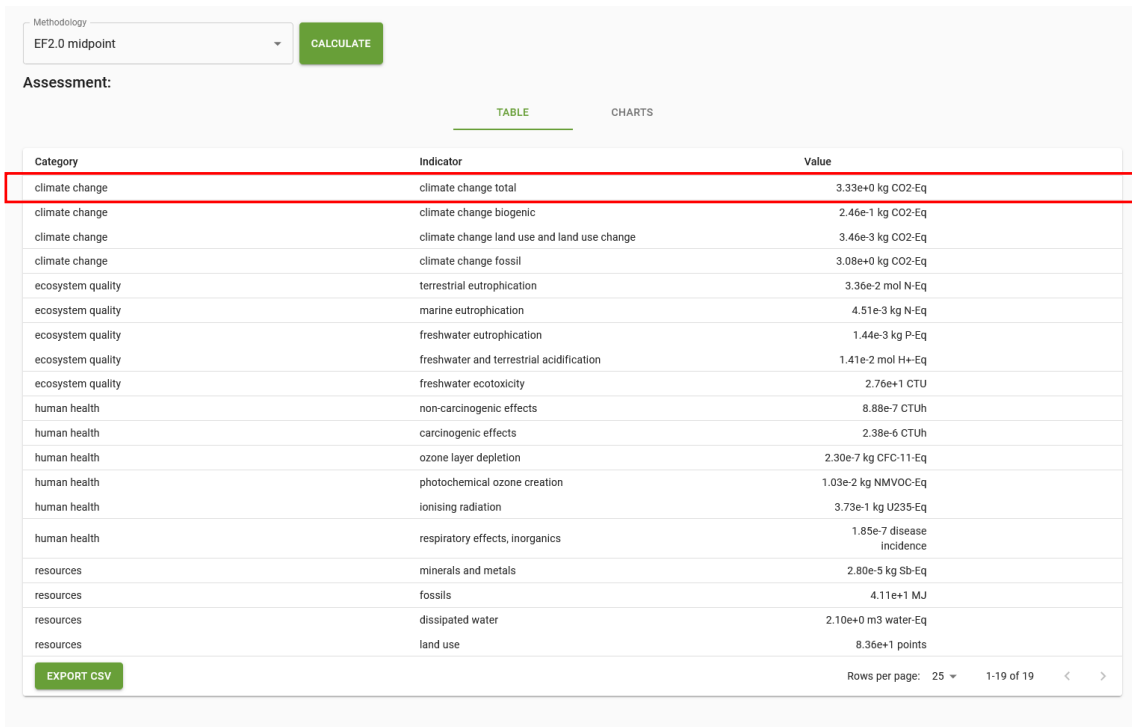 Methodology
EF2.0 midpoint
CALCULATE
Assessment:
TABLE CHARTS
Category Indicator Value
climate change climate change total 3.33e+0 kg CO2-Eq
climate change climate change biogenic 2.46e-1 kg CO2-Eq
climate change climate change land use and land use change 3.46e-3 kg CO2-Eq
climate change climate change fossil 3.08e+0 kg CO2-Eq
ecosystem quality terrestrial eutrophication 3.36e-2 mol N-Eq
ecosystem quality marine eutrophication 4.51e-3 kg N-Eq
ecosystem quality freshwater eutrophication 1.44e-3 kg P-Eq
ecosystem quality freshwater and terrestrial acidification 1.41e-2 mol H+-Eq
ecosystem quality freshwater ecotoxicity 2.76e+1 CTU
human health non-carcinogenic effects 8.88e-7 CTUh
human health carcinogenic effects 2.38e-6 CTUh
human health ozone layer depletion 2.30e-7 kg CFC-11-Eq
human health photochemical ozone creation 1.03e-2 kg NMVOC-Eq
human health ionising radiation 3.73e-1 kg U235-Eq
human health respiratory effects, inorganics 1.85e-7 disease
incidence
resources minerals and metals 2.80e-5 kg Sb-Eq
resources fossils 4.11e+1 MJ
resources dissipated water 2.10e+0 m3 water-Eq
resources land use 8.36e+1 points
EXPORT CSV Rows per page: 25 1-19 of 19